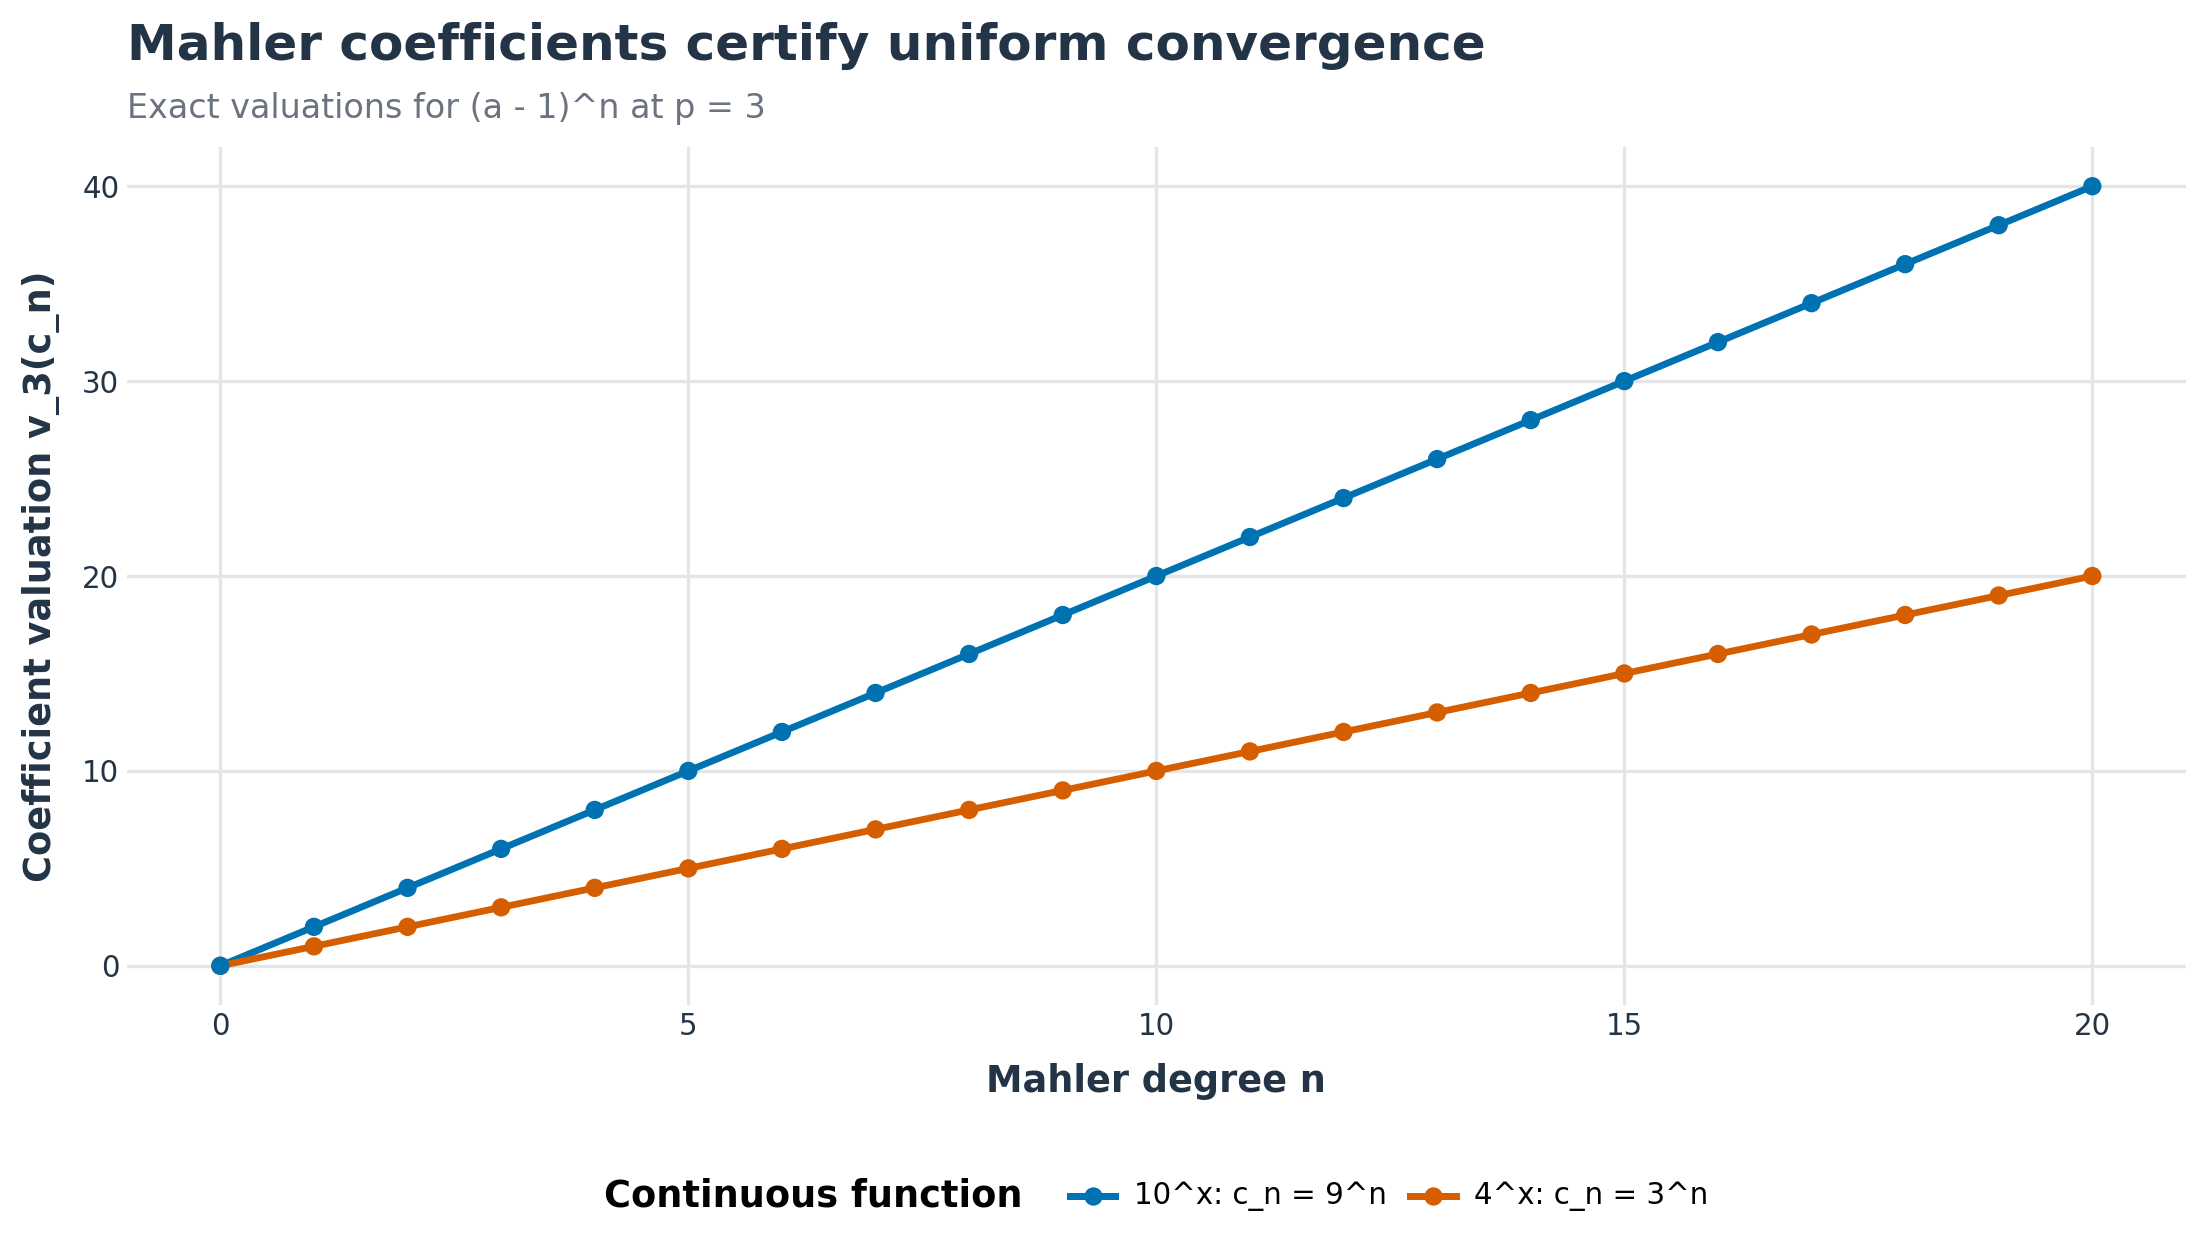 Mahler coefficients certify uniform convergence
Exact valuations for (a - 1)^n at p = 3
Coefficient valuation v_3(c_n)
40
30
20
10
0
0 5 10 15 20
Mahler degree n
Continuous function 10^x: c_n = 9^n 4^x: c_n = 3^n